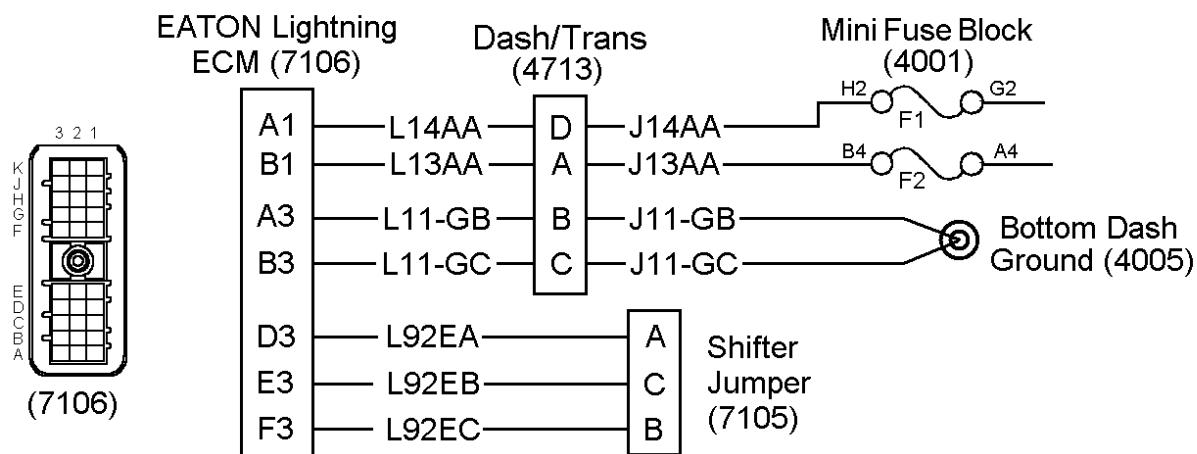 EATON Lightning
ECM (7106)
Dash/Trans
(4713)
Mini Fuse Block
(4001)
A1 L14AA D J14AA H2 F1 G2
B1 L13AA A J13AA B4 F2 A4
A3 L11-GB B J11-GB
B3 L11-GC C J11-GC
Bottom Dash
Ground (4005)
D3 L92EA A
E3 L92EB C
F3 L92EC B
Shifter
Jumper
(7105)
3 2 1
K
J
H
G
F
E
D
C
B
A
(7106)